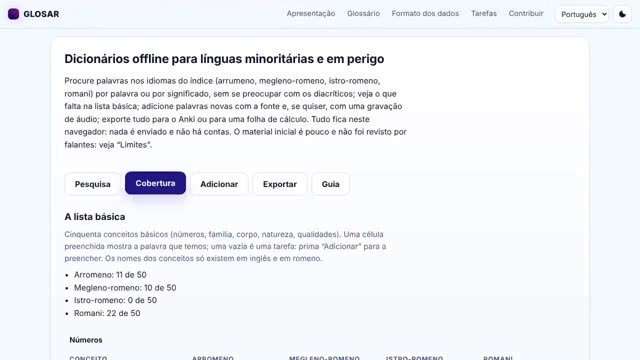 GLOSAR
Apresentação Glossário Formato dos dados Tarefas Contribuir Português
Dicionários offline para línguas minoritárias e em perigo
Procure palavras nos idiomas do índice (arrumeno, megleno-romeno, istro-romeno,
romani) por palavra ou por significado, sem se preocupar com os diacríticos; veja o que
falta na lista básica; adicione palavras novas com a fonte e, se quiser, com uma gravação
de áudio; exporte tudo para o Anki ou para uma folha de cálculo. Tudo fica neste
navegador: nada é enviado e não há contas. O material inicial é pouco e não foi revisto por
falantes: veja “Limites”.
Pesquisa Cobertura Adicionar Exportar Guia
A lista básica
Cinquenta conceitos básicos (números, família, corpo, natureza, qualidades). Uma célula
preenchida mostra a palavra que temos; uma vazia é uma tarefa: prima “Adicionar” para a
preencher. Os nomes dos conceitos só existem em inglês e em romeno.
Arromeno: 11 de 50
Megleno-romeno: 10 de 50
Istro-romeno: 0 de 50
Romani: 22 de 50
Números
CONCEITO ARROMENO MEGLENO-ROMENO ISTRO-ROMENO ROMANI